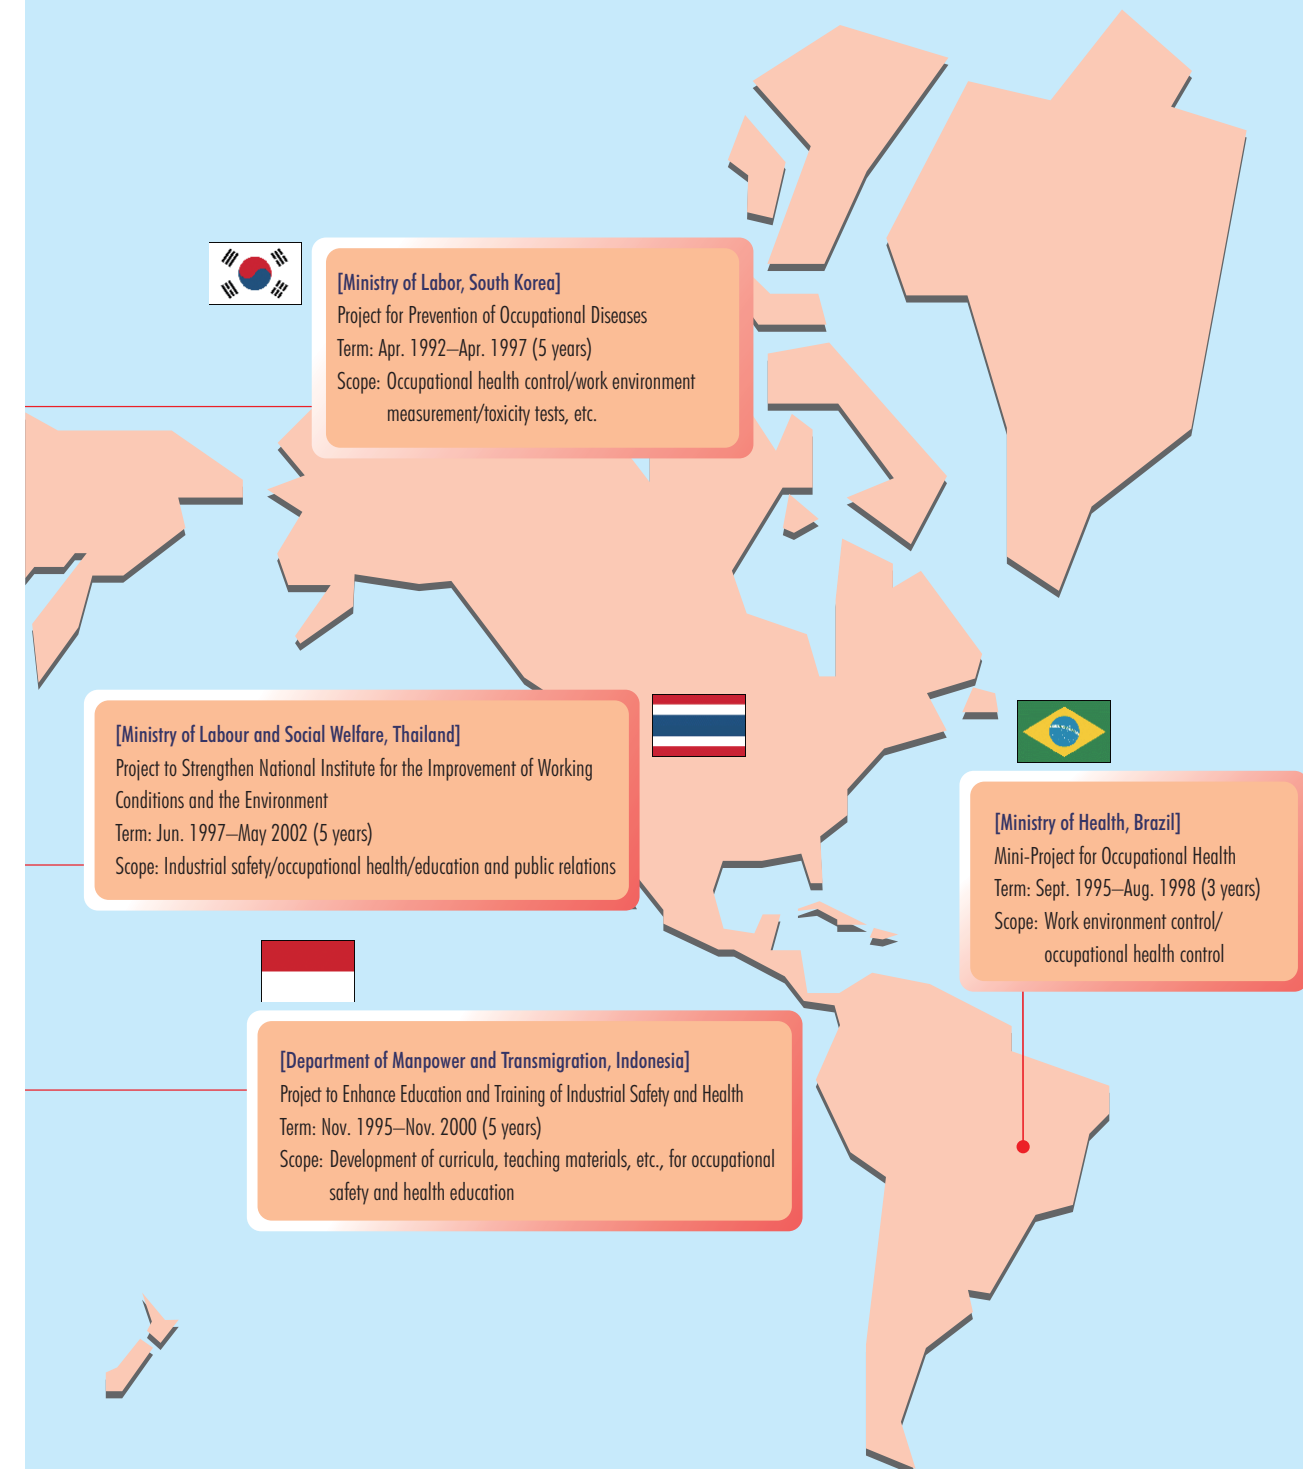 [Ministry of Labor, South Korea]
Project for Prevention of Occupational Diseases
Term: Apr. 1992–Apr. 1997 (5 years)
Scope: Occupational health control/work environment
measurement/toxicity tests, etc.
[Ministry of Labour and Social Welfare, Thailand]
Project to Strengthen National Institute for the Improvement of Working
Conditions and the Environment
Term: Jun. 1997–May 2002 (5 years)
Scope: Industrial safety/occupational health/education and public relations
[Ministry of Health, Brazil]
Mini-Project for Occupational Health
Term: Sept. 1995–Aug. 1998 (3 years)
Scope: Work environment control/
occupational health control
[Department of Manpower and Transmigration, Indonesia]
Project to Enhance Education and Training of Industrial Safety and Health
Term: Nov. 1995–Nov. 2000 (5 years)
Scope: Development of curricula, teaching materials, etc., for occupational
safety and health education